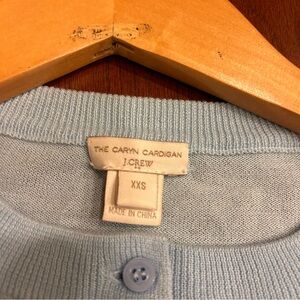 THE CARYN CARDIGAN
J.CREW
XXS
MADE IN CHINA